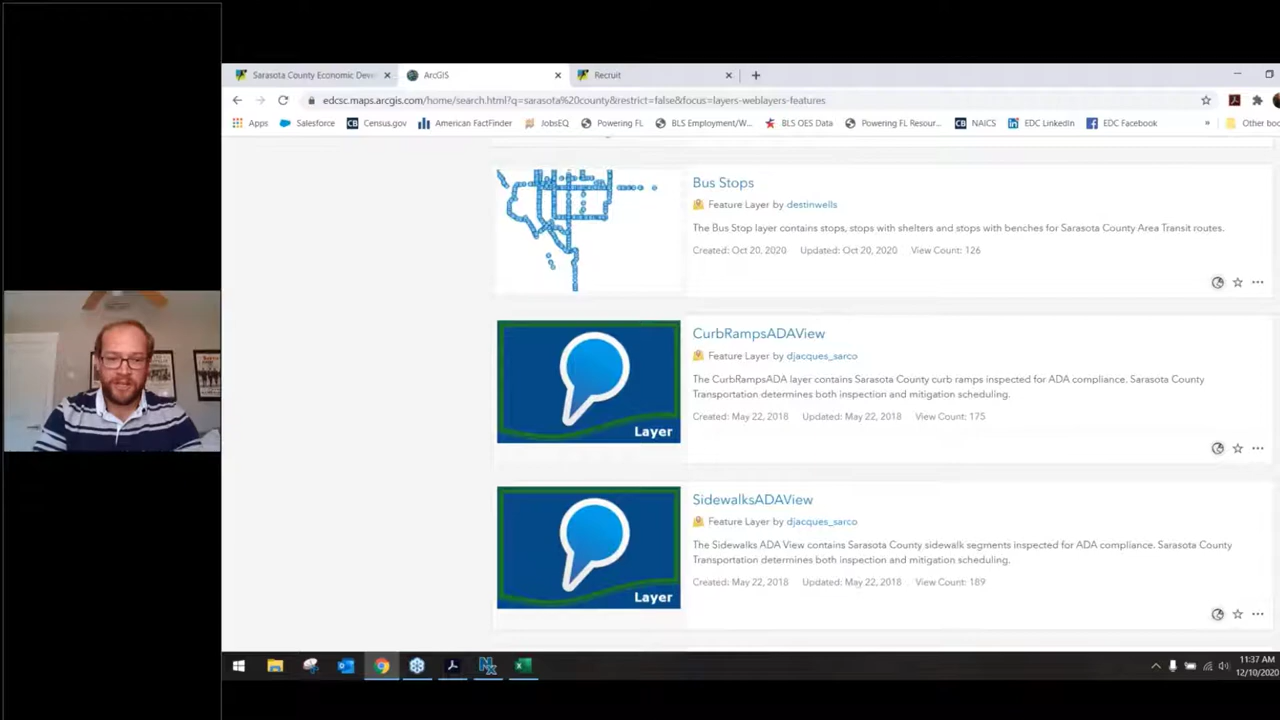 Sarasota County Economic Deve
ArcGIS
Recruit
edcsc.maps.arcgis.com/home/search.html?q=sarasota%20county&restrict=false&focus=layers-weblayers-features
Apps
Salesforce
CB
Census.gov
American FactFinder
JobsEQ
Powering FL
BLS Employment/W...
BLS OES Data
Powering FL Resour...
CB
NAICS
EDC LinkedIn
EDC Facebook
»
Other boo
Bus Stops
Feature Layer by destinwells
The Bus Stop layer contains stops, stops with shelters and stops with benches for Sarasota County Area Transit routes.
Created: Oct 20, 2020 Updated: Oct 20, 2020 View Count: 126
CurbRampsADAView
Feature Layer by djacques_sarco
The CurbRampsADA layer contains Sarasota County curb ramps inspected for ADA compliance. Sarasota County
Transportation determines both inspection and mitigation scheduling.
Created: May 22, 2018 Updated: May 22, 2018 View Count: 175
Layer
SidewalksADAView
Feature Layer by djacques_sarco
The Sidewalks ADA View contains Sarasota County sidewalk segments inspected for ADA compliance. Sarasota County
Transportation determines both inspection and mitigation scheduling.
Created: May 22, 2018 Updated: May 22, 2018 View Count: 189
Layer
11:37 AM
12/10/2020